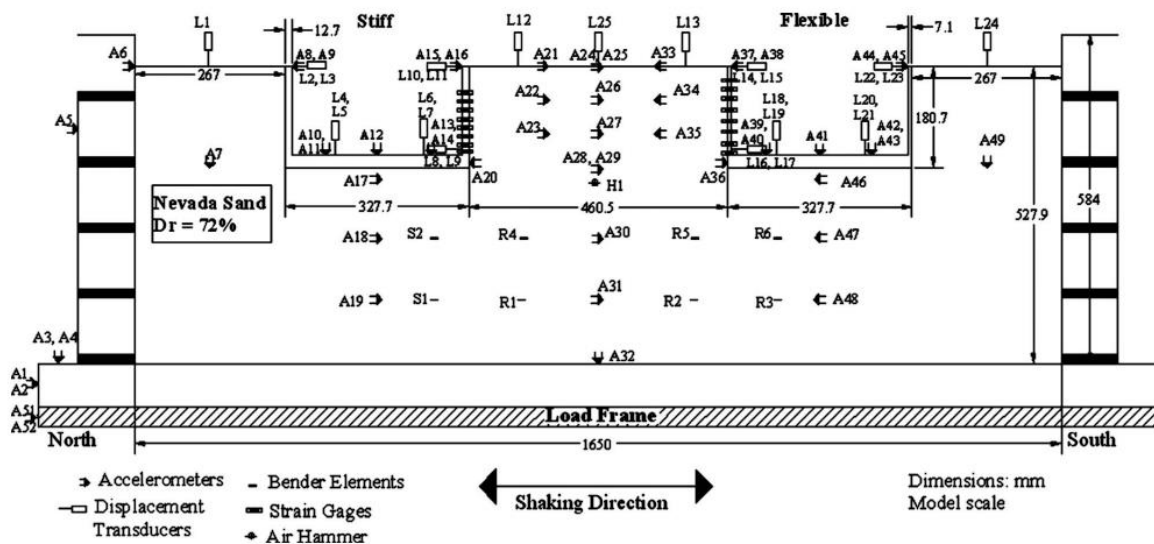 L1
Stiff
L12
L25
L13
Flexible
L24
12.7
7.1
A6
A8, A9
A15, A16
A21
A24, A25
A33
A37, A38
A44, A45
267
L2, L3
L10, L11
L14, L15
L22, L23
267
A5
L4,
L5
L6,
L7
A22
A26
A34
L18,
L19
L20,
L21
180.7
A10,
A11
A12
A13
A14
A23
A27
A35
A39,
A40
A41
A42,
A43
A49
A7
L8, L9
A20
A28, A29
A36
L16, L17
A17
H1
A46
584
Nevada Sand
Dr = 72%
327.7
460.5
327.7
527.9
A18
S2
R4
A30
R5
R6
A47
A19
S1
R1
A31
R2
R3
A48
A3, A4
A32
A1
A2
A51
A52
Load Frame
North
1650
South
Accelerometers
Bender Elements
Dimensions: mm
Displacement
Transducers
Strain Gages
Shaking Direction
Model scale
Air Hammer